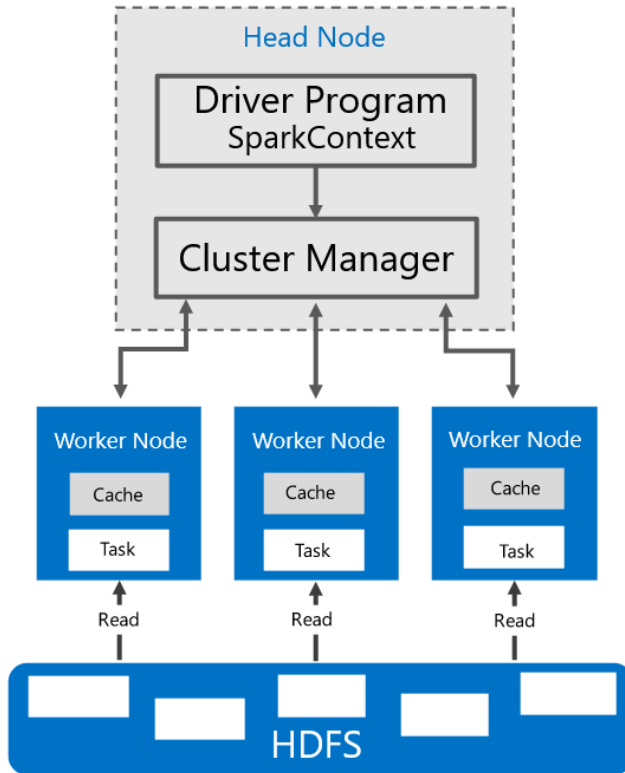 Head Node
Driver Program
SparkContext
Cluster Manager
Worker Node
Cache
Task
Worker Node
Cache
Task
Worker Node
Cache
Task
Read
Read
Read
HDFS